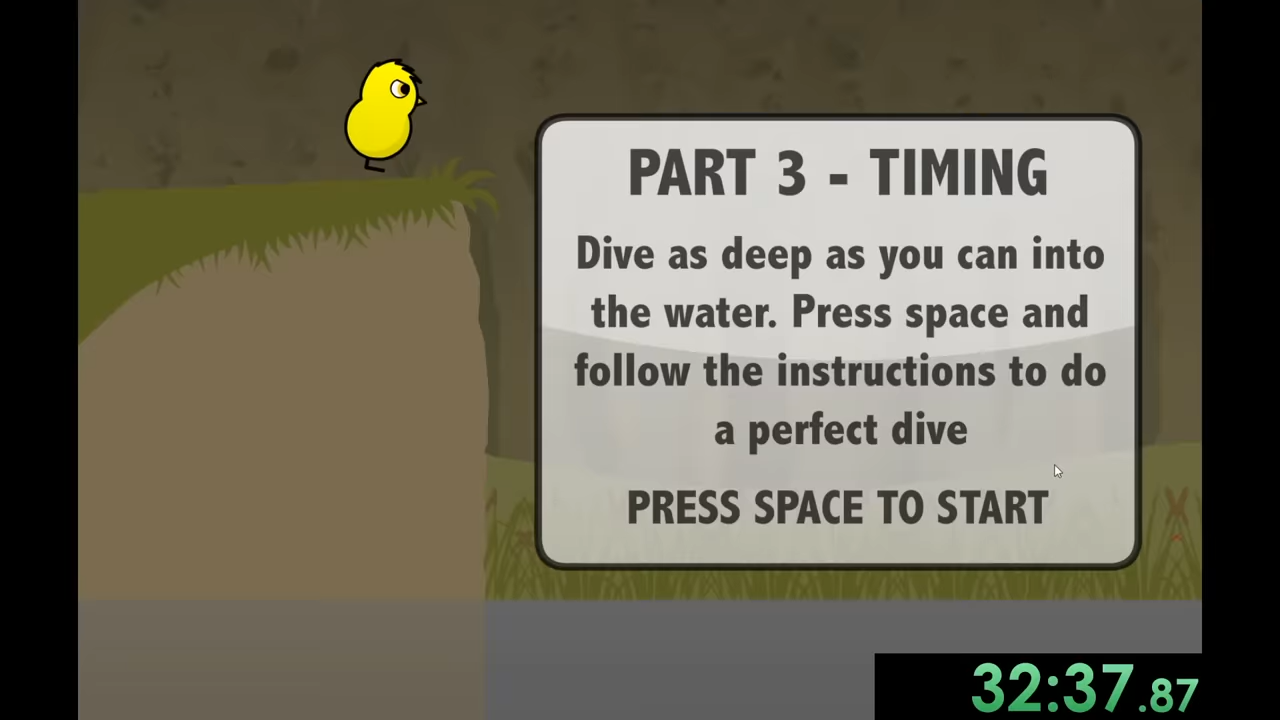 PART 3 - TIMING
Dive as deep as you can into
the water. Press space and
follow the instructions to do
a perfect dive
PRESS SPACE TO START
32:37.87